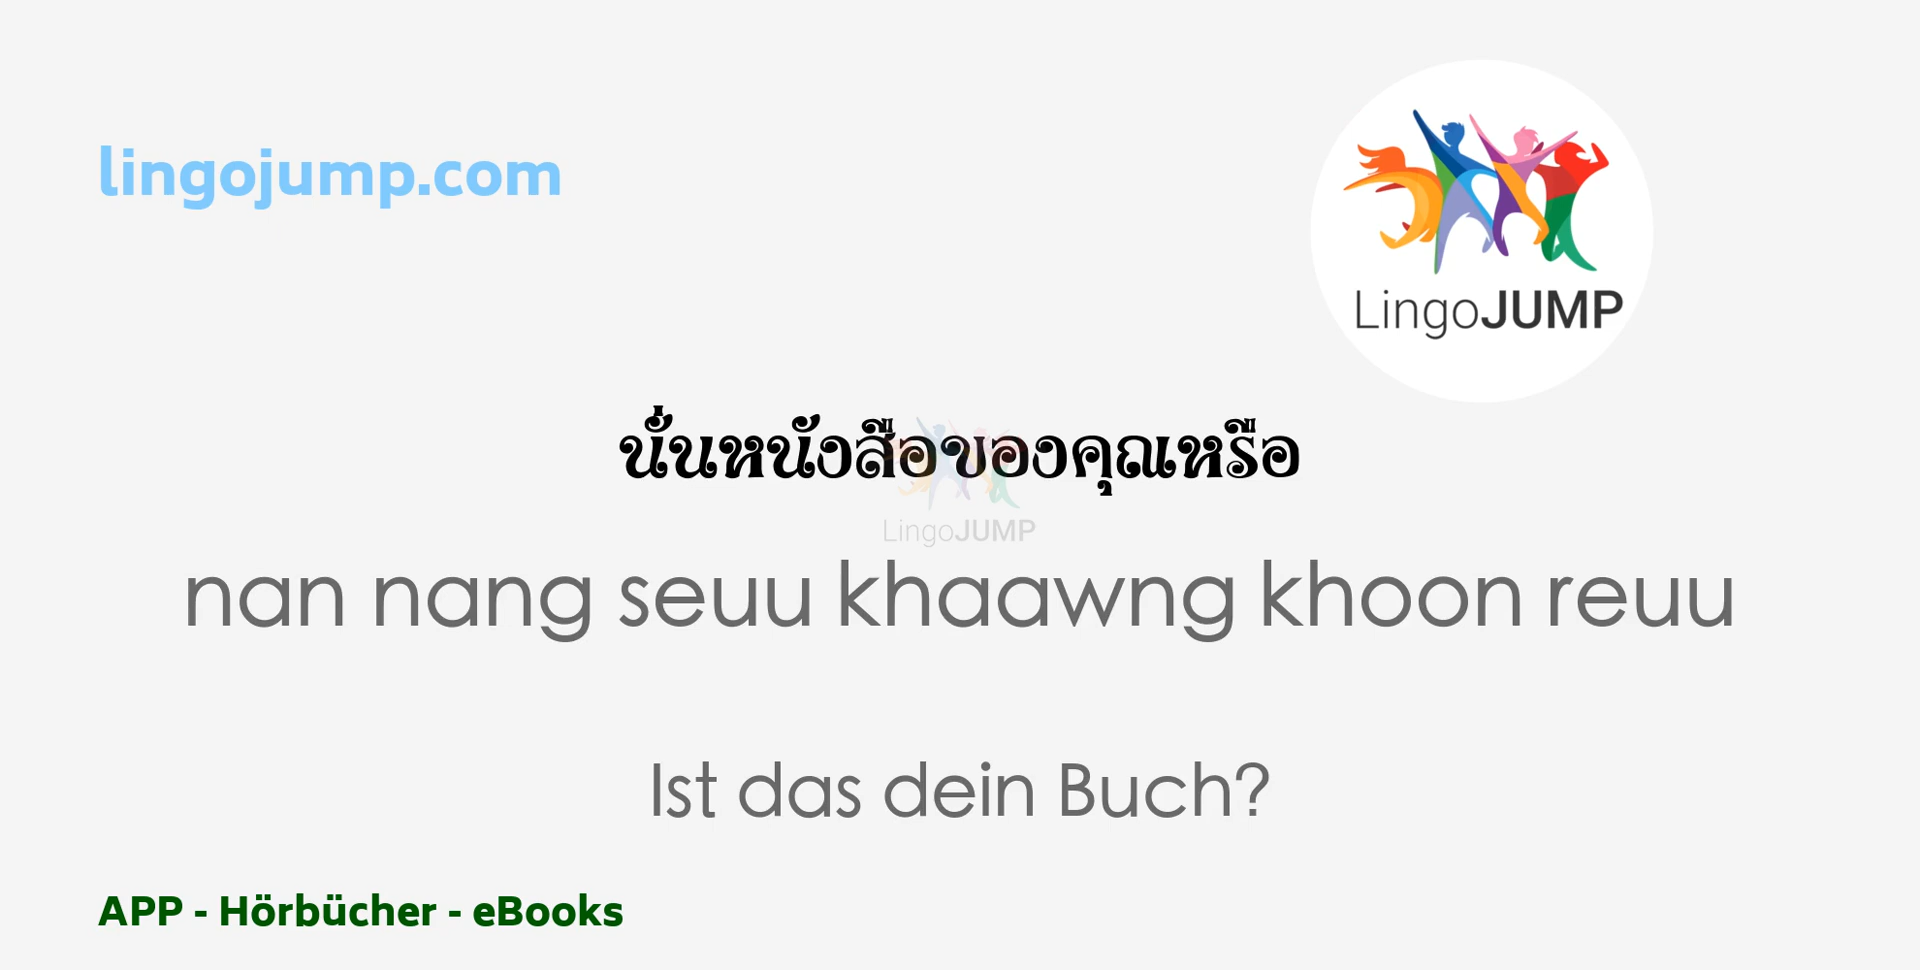 lingojump.com
LingoJUMP
นั่นหนังสือของคุณหรือ
LingoJUMP
nan nang seuu khaawng khoon reuu
Ist das dein Buch?
APP - Hörbücher - eBooks